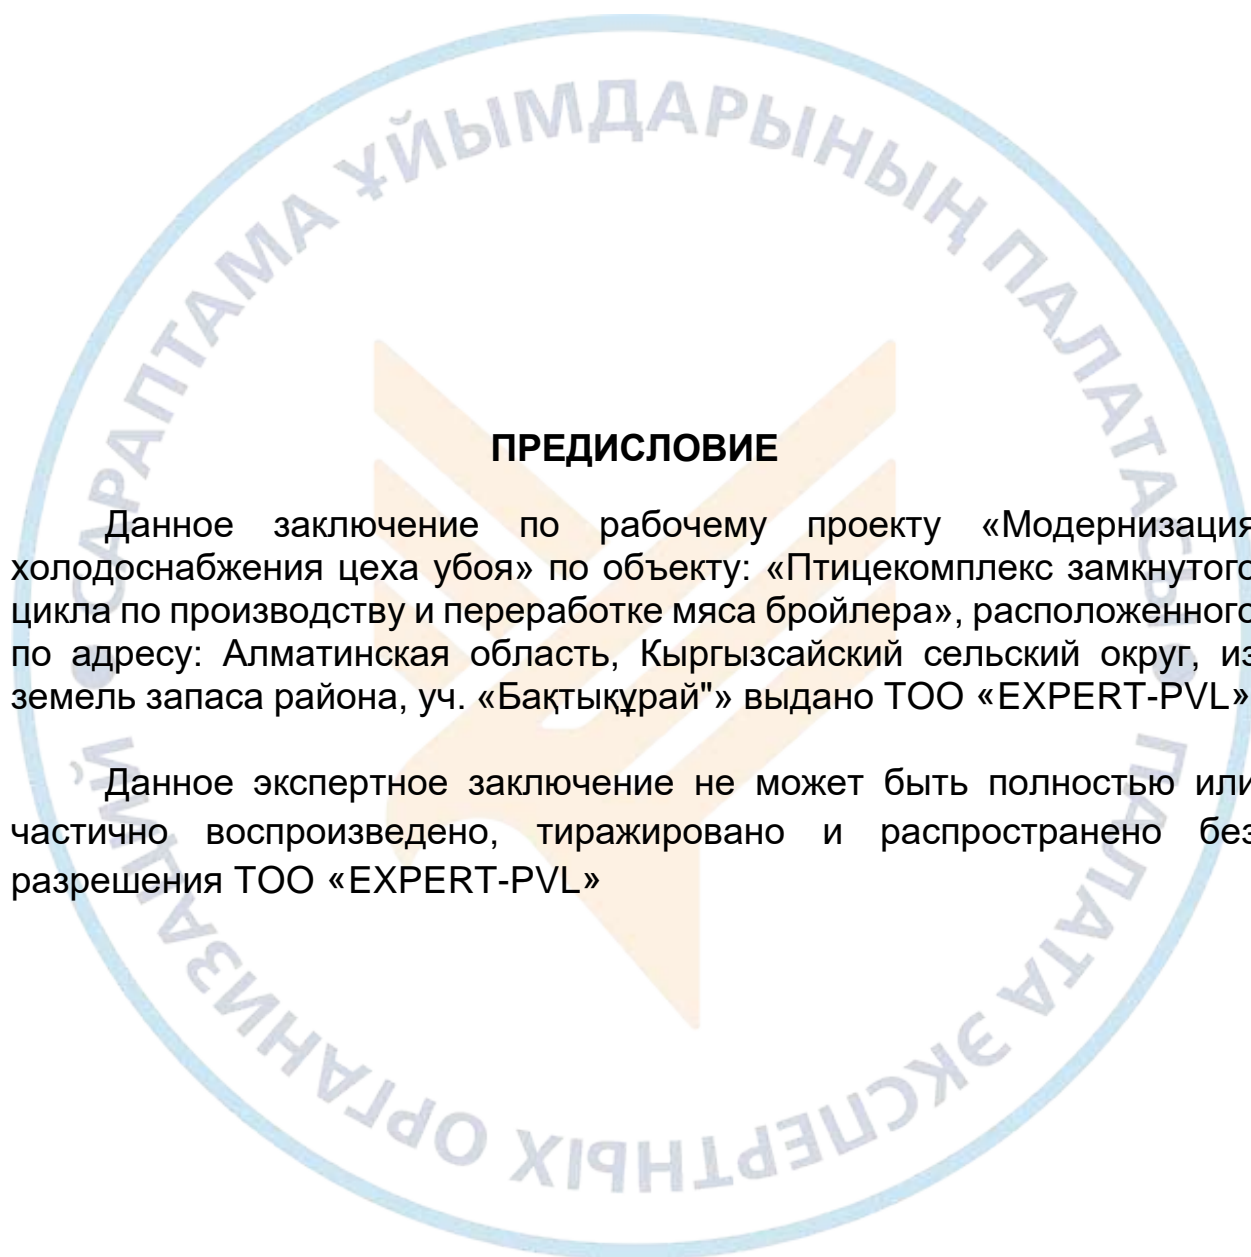 САРАПТАМА ҰЙЫМДАРЫНЫҢ ПАЛАТАСЫ
ПРЕДИСЛОВИЕ
Данное заключение по рабочему проекту «Модернизация
холодоснабжения цеха убоя» по объекту: «Птицекомплекс замкнутого
цикла по производству и переработке мяса бройлера», расположенного
по адресу: Алматинская область, Кыргызсайский сельский округ, из
земель запаса района, уч. «Бақтықұрай"» выдано ТОО «EXPERT-PVL»
Данное экспертное заключение не может быть полностью или
частично воспроизведено, тиражировано и распространено без
разрешения ТОО «EXPERT-PVL»
ПАЛАТА ЭКСПЕРТНЫХ ОРГАНИЗАЦИЙ